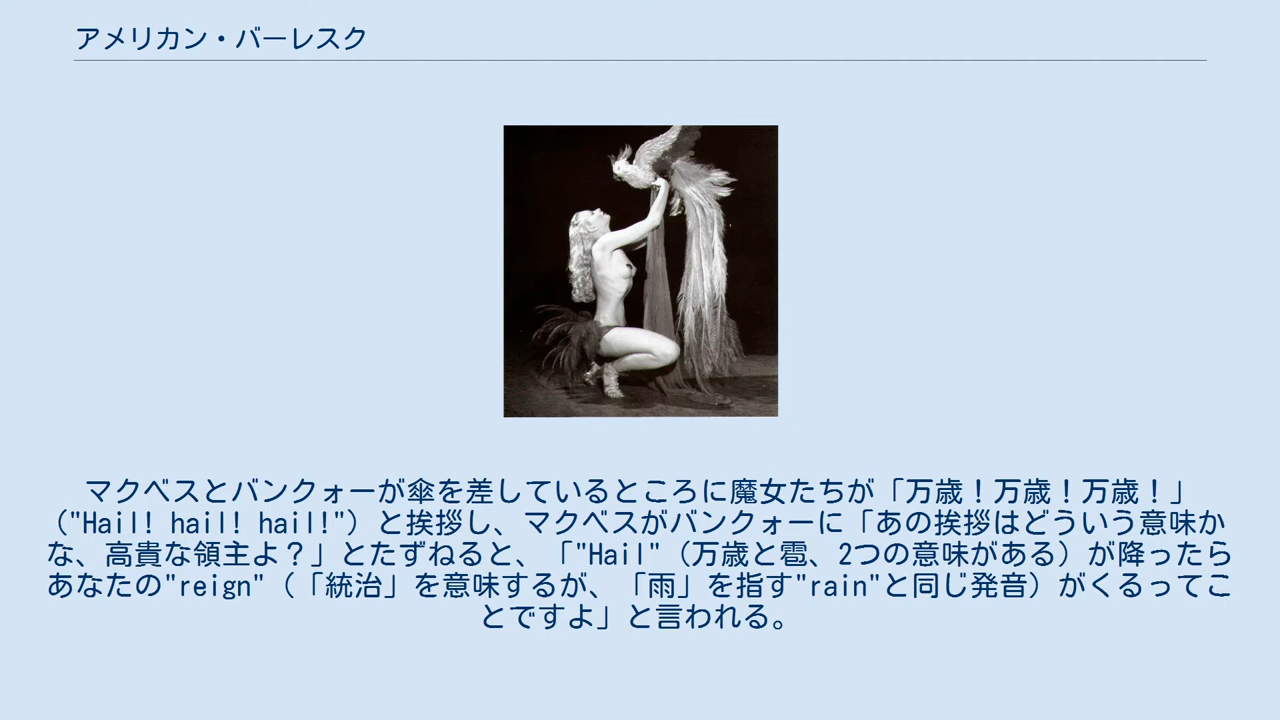 アメリカン・バーレスク
マクベスとバンクォーが傘を差しているところに魔女たちが「万歳！万歳！万歳！」
（"Hail! hail! hail!"）と挨拶し、マクベスがバンクォーに「あの挨拶はどういう意味か
な、高貴な領主よ？」とたずねると、「"Hail"（万歳と雹、2つの意味がある）が降ったら
あなたの"reign"（「統治」を意味するが、「雨」を指す"rain"と同じ発音）がくるってこ
とですよ」と言われる。